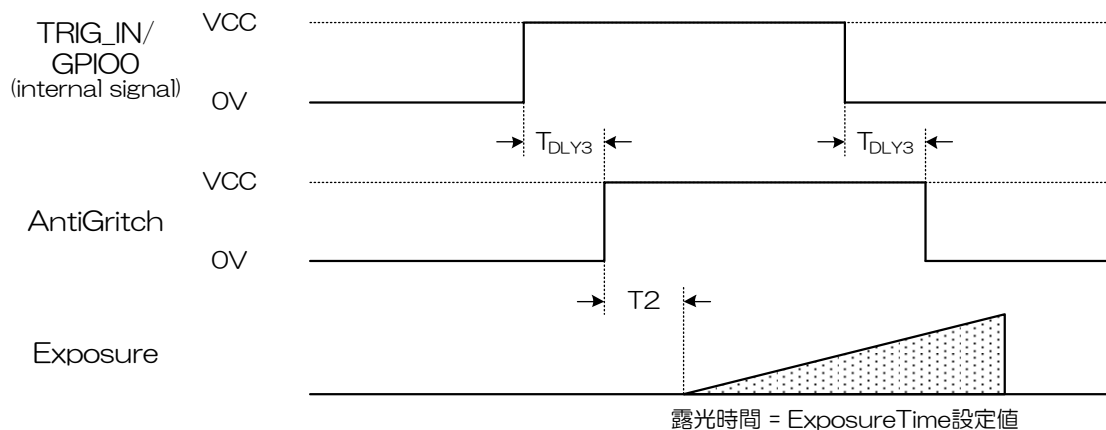 TRIG_IN/
GPIO0
(internal signal)
VCC
0V
TDLY3
TDLY3
AntiGritch
VCC
0V
T2
Exposure
露光時間 = ExposureTime設定値